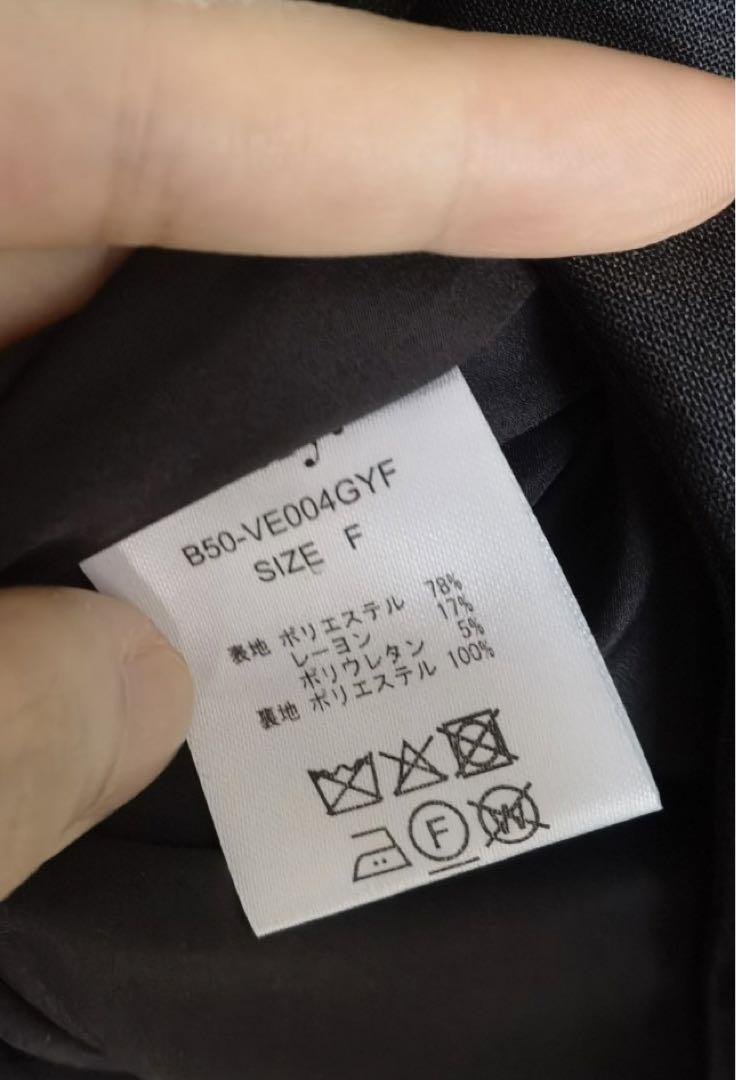 B50-VE004GYF
SIZE F
表地 ポリエステル 78%
レーヨン 17%
ポリウレタン 5%
裏地 ポリエステル 100%
F
W